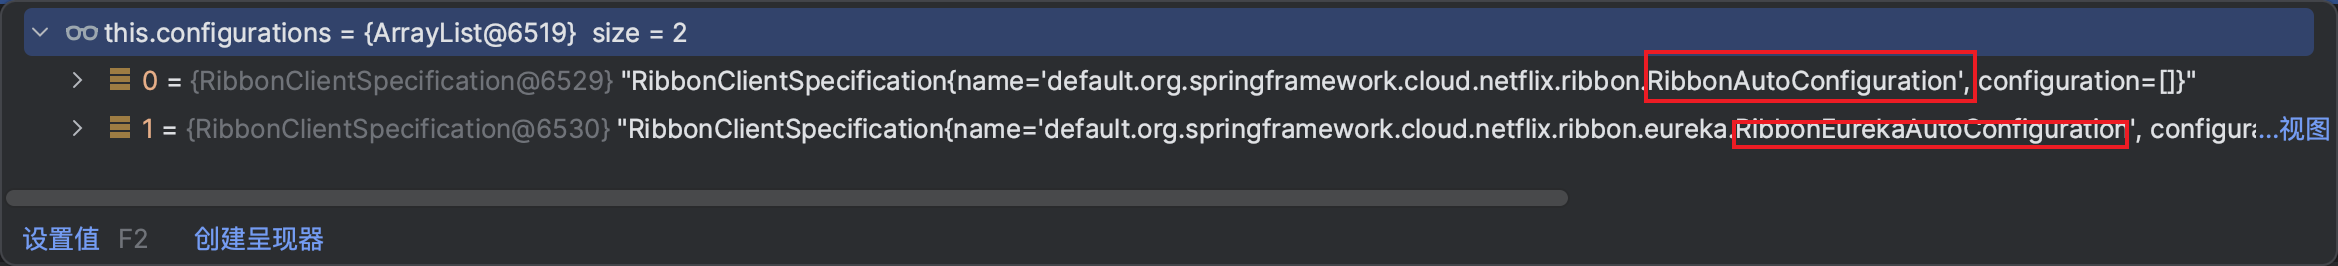 this.configurations = {ArrayList@6519} size = 2
0 = {RibbonClientSpecification@6529} "RibbonClientSpecification{name='default.org.springframework.cloud.netflix.ribbon.RibbonAutoConfiguration', configuration=[]}"
1 = {RibbonClientSpecification@6530} "RibbonClientSpecification{name='default.org.springframework.cloud.netflix.ribbon.eureka.RibbonEurekaAutoConfiguration', configura...视图
设置值 F2 创建呈现器